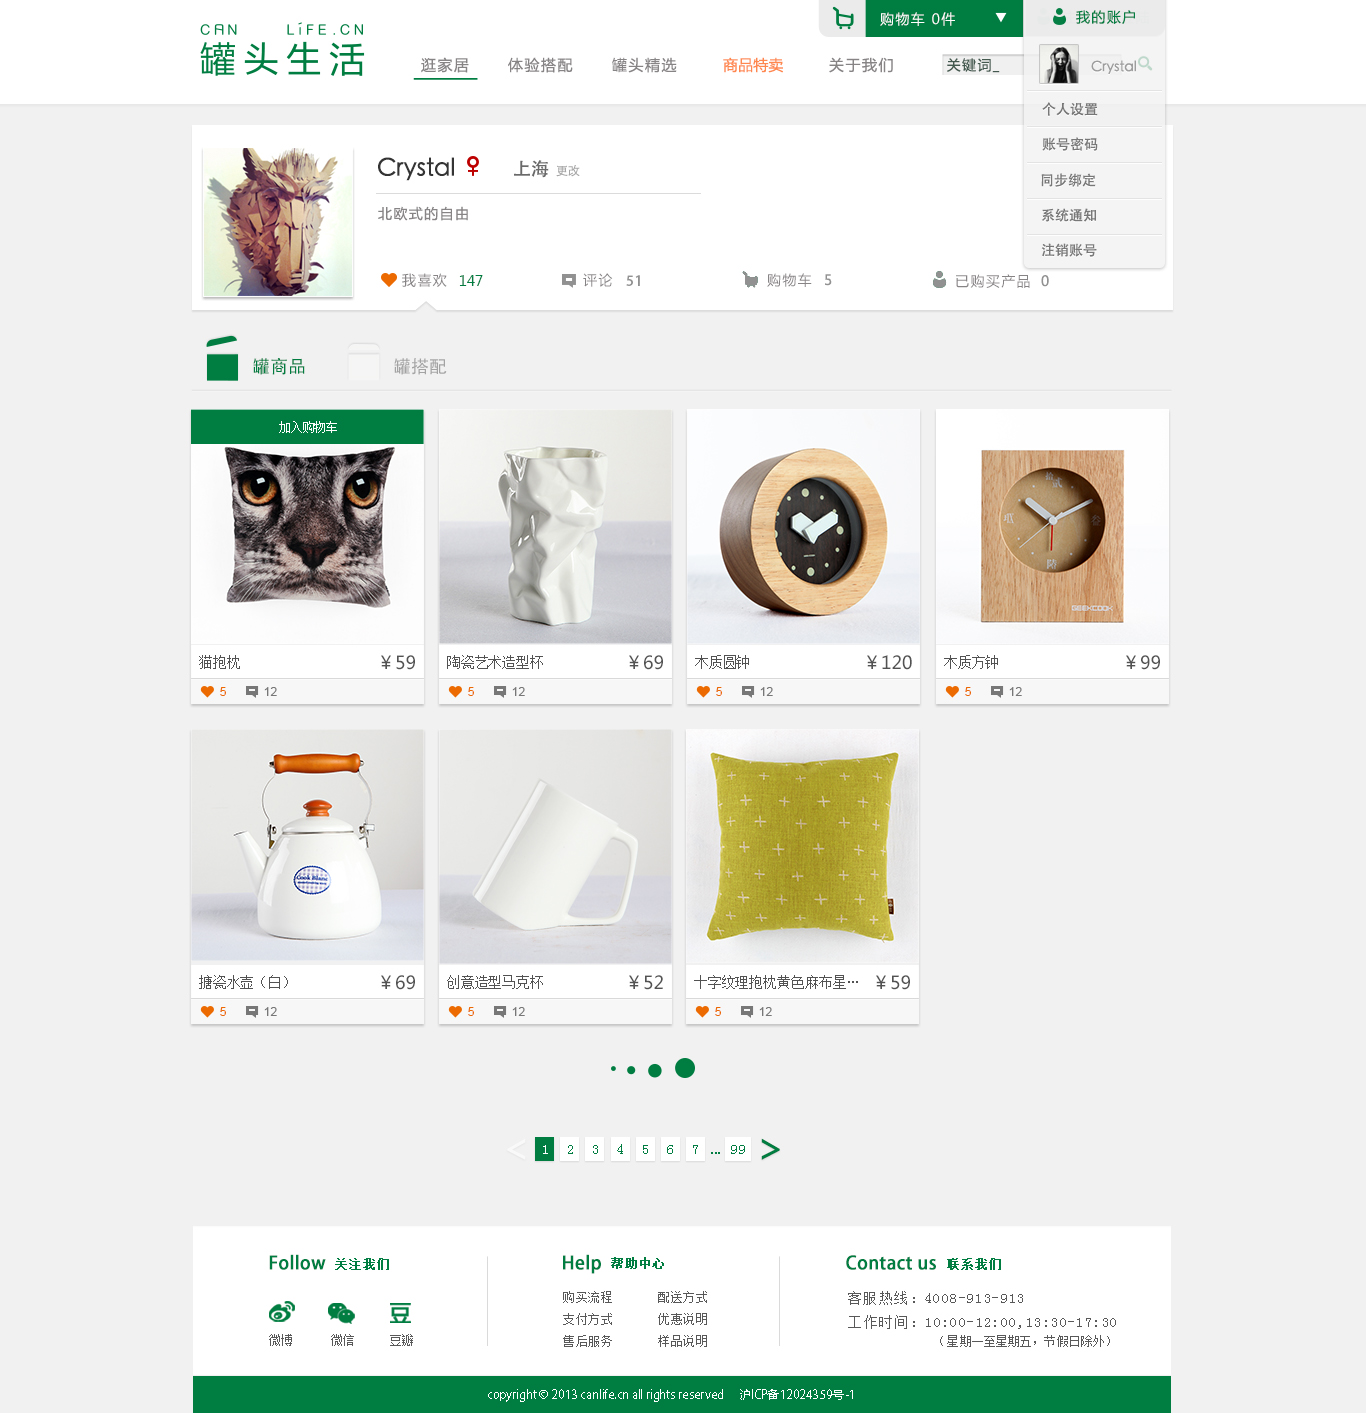 CAN LiFE.CN
罐头生活
购物车 0件
我的账户
逛家居 体验搭配 罐头精选 商品特卖 关于我们
关键词_
Crystal
个人设置
账号密码
同步绑定
系统通知
注销账号
Crystal 上海 更改
北欧式的自由
我喜欢 147 评论 51 购物车 5 已购买产品 0
罐商品 罐搭配
加入购物车
GEEKCOOK
猫抱枕 ¥ 59 陶瓷艺术造型杯 ¥ 69 木质圆钟 ¥ 120 木质方钟 ¥ 99
5 12 5 12 5 12 5 12
Cook Blanc
搪瓷水壶（白） ¥ 69 创意造型马克杯 ¥ 52 十字纹理抱枕黄色麻布星… ¥ 59
5 12 5 12 5 12
< 1 2 3 4 5 6 7 ... 99 >
Follow 关注我们 Help 帮助中心 Contact us 联系我们
购买流程 配送方式 客服热线：4008-913-913
支付方式 优惠说明 工作时间：10:00-12:00,13:30-17:30
微博 微信 豆瓣 售后服务 样品说明 （星期一至星期五，节假日除外）
copyright© 2013 canlife.cn all rights reserved 沪ICP备12024359号-1